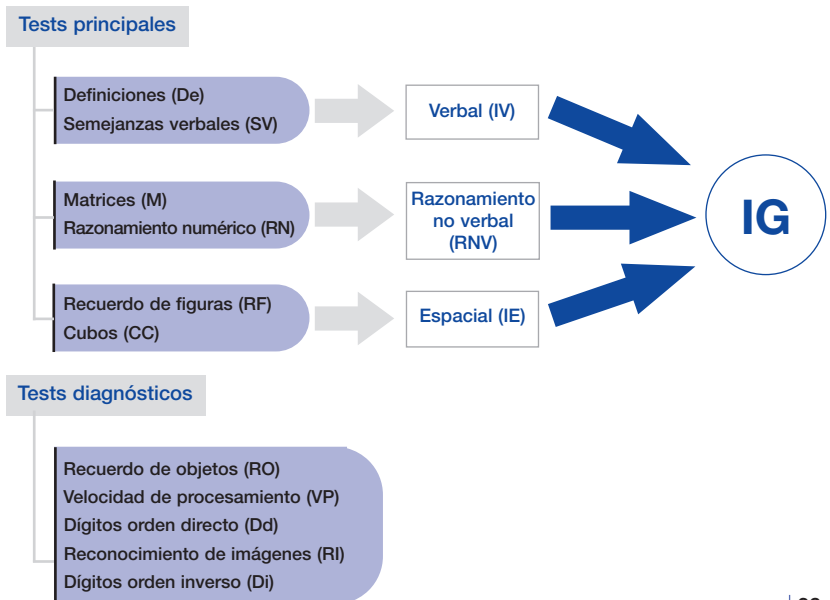 Tests principales
Definiciones (De)
Semejanzas verbales (SV)
Verbal (IV)
Matrices (M)
Razonamiento numérico (RN)
Razonamiento
no verbal
(RNV)
IG
Recuerdo de figuras (RF)
Cubos (CC)
Espacial (IE)
Tests diagnósticos
Recuerdo de objetos (RO)
Velocidad de procesamiento (VP)
Dígitos orden directo (Dd)
Reconocimiento de imágenes (RI)
Dígitos orden inverso (Di)